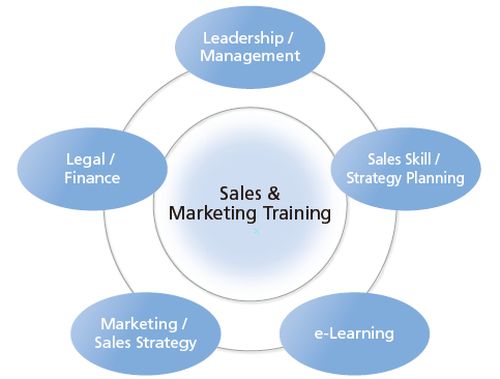 Leadership /
Management
Legal /
Finance
Sales Skill /
Strategy Planning
Sales &
Marketing Training
Marketing /
Sales Strategy
e-Learning